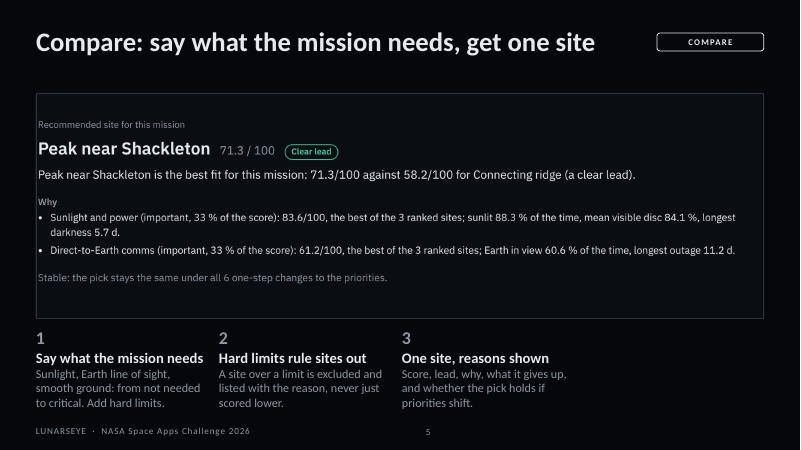 Compare: say what the mission needs, get one site
COMPARE
Recommended site for this mission
Peak near Shackleton 71.3 / 100 Clear lead
Peak near Shackleton is the best fit for this mission: 71.3/100 against 58.2/100 for Connecting ridge (a clear lead).
Why
• Sunlight and power (important, 33 % of the score): 83.6/100, the best of the 3 ranked sites; sunlit 88.3 % of the time, mean visible disc 84.1 %, longest
darkness 5.7 d.
• Direct-to-Earth comms (important, 33 % of the score): 61.2/100, the best of the 3 ranked sites; Earth in view 60.6 % of the time, longest outage 11.2 d.
Stable: the pick stays the same under all 6 one-step changes to the priorities.
1
Say what the mission needs
Sunlight, Earth line of sight,
smooth ground: from not needed
to critical. Add hard limits.
2
Hard limits rule sites out
A site over a limit is excluded and
listed with the reason, never just
scored lower.
3
One site, reasons shown
Score, lead, why, what it gives up,
and whether the pick holds if
priorities shift.
LUNARSEYE · NASA Space Apps Challenge 2026
5